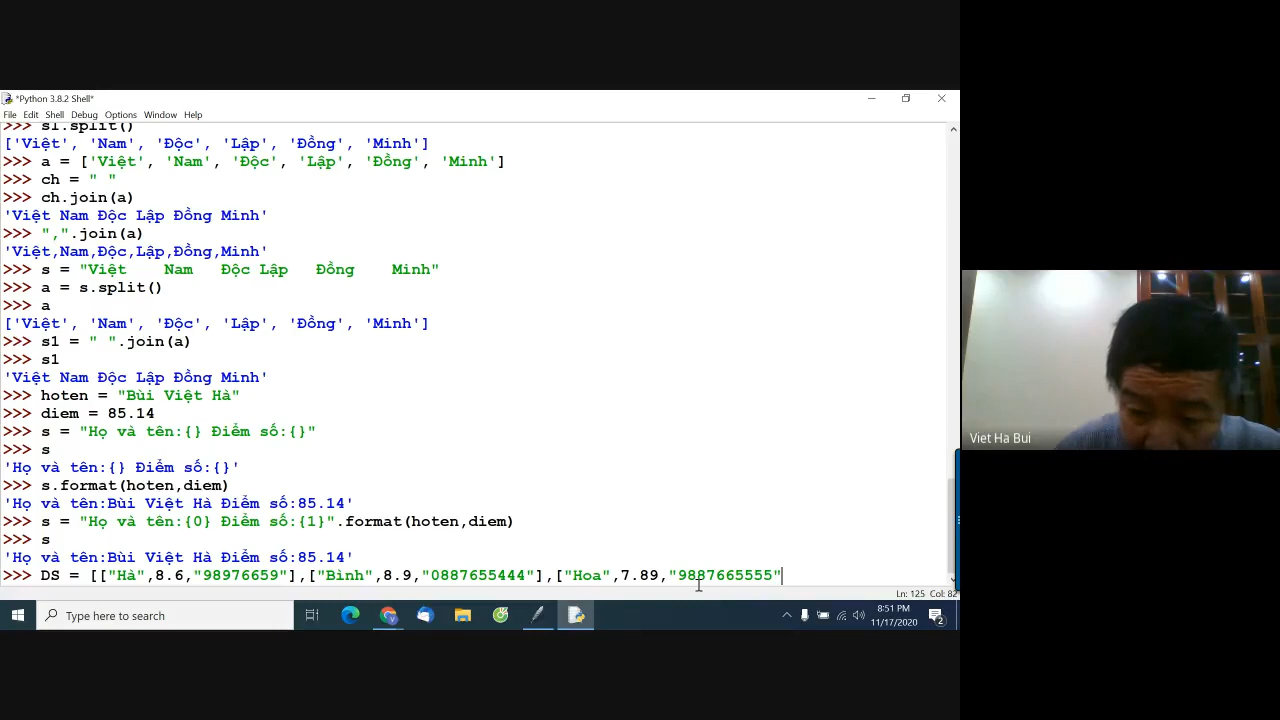 *Python 3.8.2 Shell*
File Edit Shell Debug Options Window Help
>>> s1.split()
['Việt', 'Nam', 'Độc', 'Lập', 'Đồng', 'Minh']
>>> a = ['Việt', 'Nam', 'Độc', 'Lập', 'Đồng', 'Minh']
>>> ch = " "
>>> ch.join(a)
'Việt Nam Độc Lập Đồng Minh'
>>> ",".join(a)
'Việt,Nam,Độc,Lập,Đồng,Minh'
>>> s = "Việt    Nam   Độc Lập   Đồng    Minh"
>>> a = s.split()
>>> a
['Việt', 'Nam', 'Độc', 'Lập', 'Đồng', 'Minh']
>>> s1 = " ".join(a)
>>> s1
'Việt Nam Độc Lập Đồng Minh'
>>> hoten = "Bùi Việt Hà"
>>> diem = 85.14
>>> s = "Họ và tên:{} Điểm số:{}"
>>> s
'Họ và tên:{} Điểm số:{}'
>>> s.format(hoten,diem)
'Họ và tên:Bùi Việt Hà Điểm số:85.14'
>>> s = "Họ và tên:{0} Điểm số:{1}".format(hoten,diem)
>>> s
'Họ và tên:Bùi Việt Hà Điểm số:85.14'
>>> DS = [["Hà",8.6,"98976659"],["Bình",8.9,"0887655444"],["Hoa",7.89,"9887665555"
Ln: 125 Col: 82
Type here to search
8:51 PM
11/17/2020
2
Viet Ha Bui